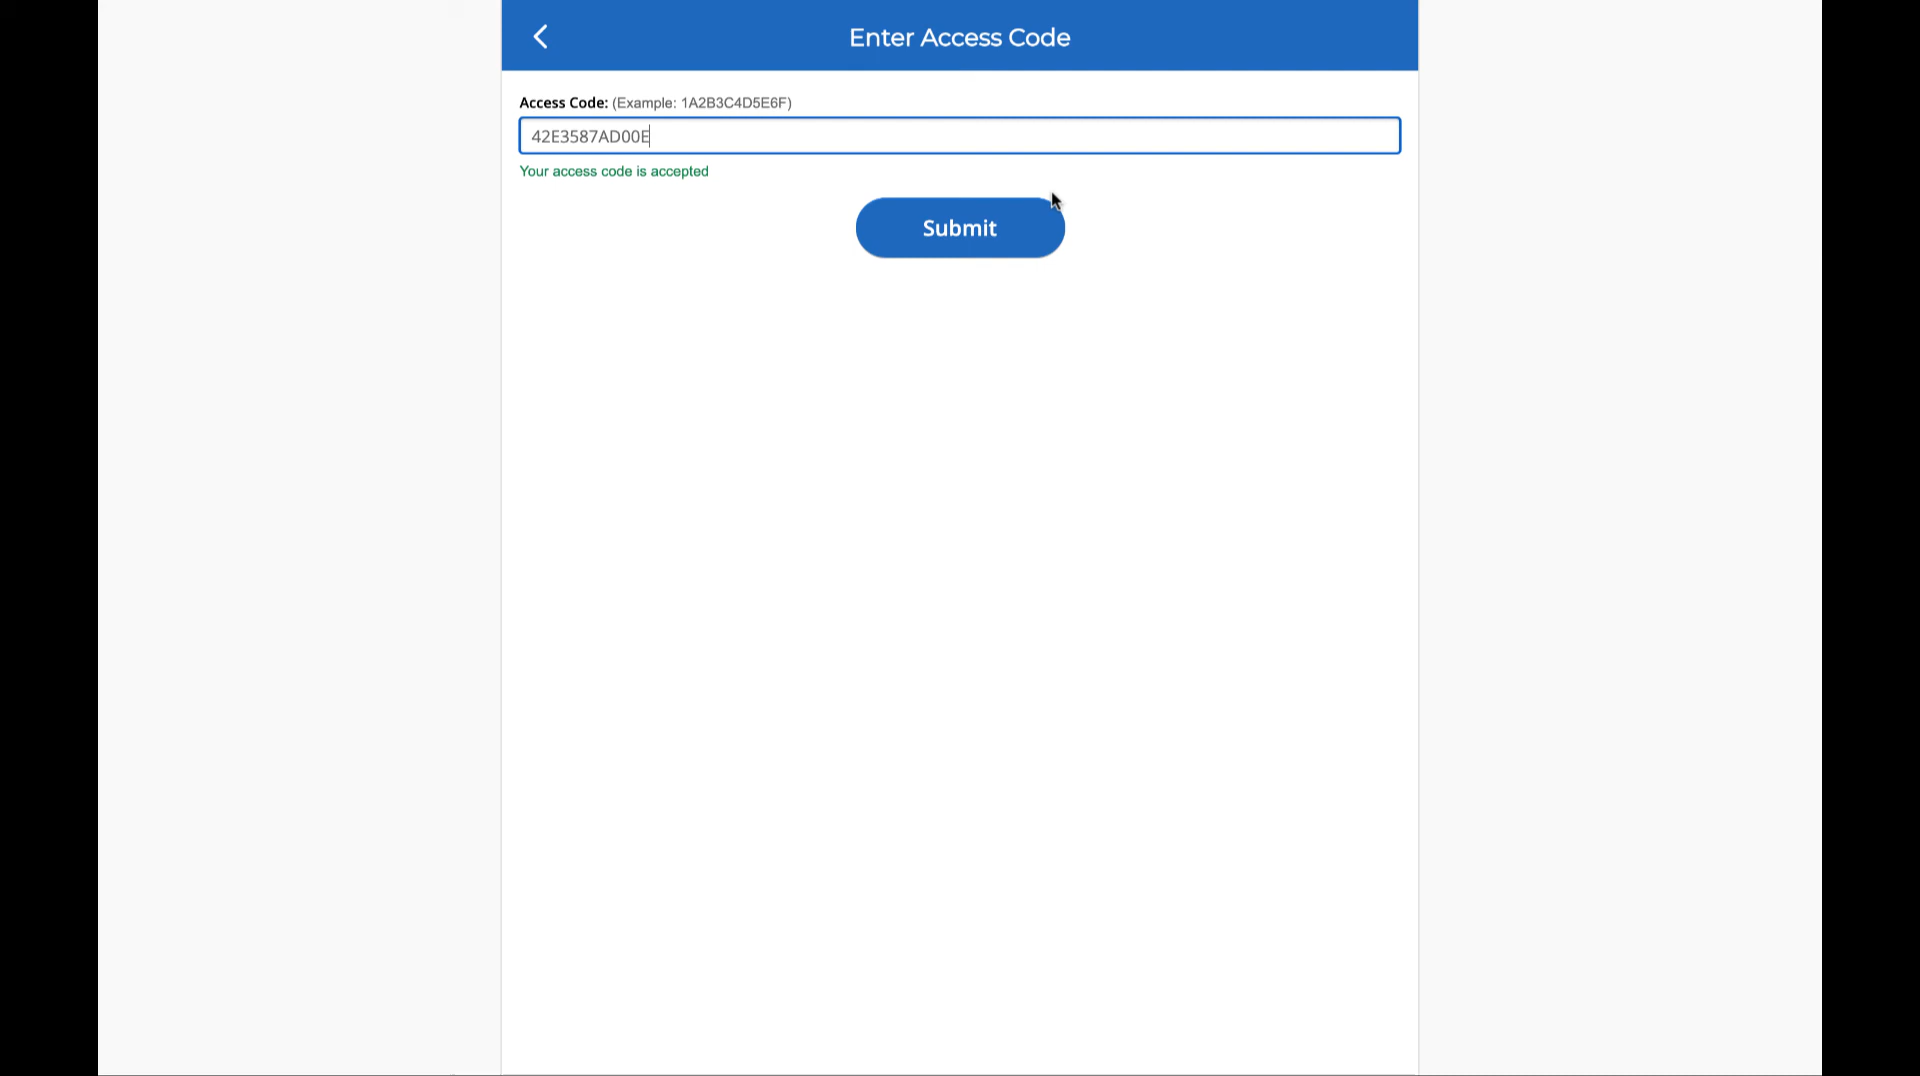 Enter Access Code
Access Code: (Example: 1A2B3C4D5E6F)
42E3587AD00E
Your access code is accepted
Submit